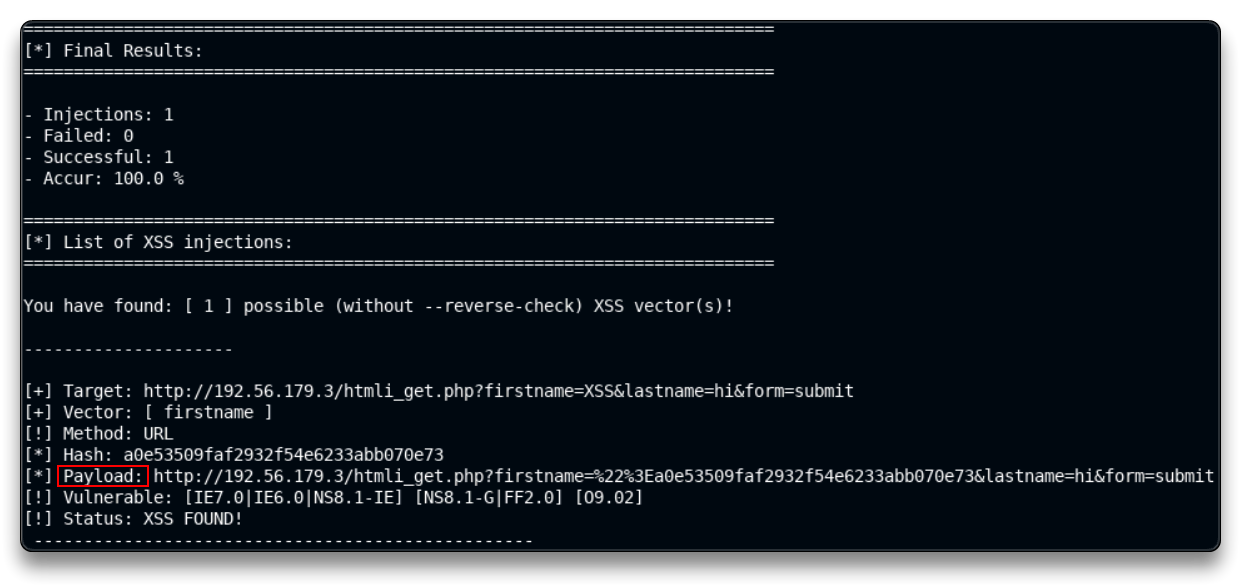 ===========================================================================
[*] Final Results:
===========================================================================
- Injections: 1
- Failed: 0
- Successful: 1
- Accur: 100.0 %
===========================================================================
[*] List of XSS injections:
===========================================================================
You have found: [ 1 ] possible (without --reverse-check) XSS vector(s)!
---------------------
[+] Target: http://192.56.179.3/htmli_get.php?firstname=XSS&lastname=hi&form=submit
[+] Vector: [ firstname ]
[!] Method: URL
[*] Hash: a0e53509faf2932f54e6233abb070e73
[*] Payload: http://192.56.179.3/htmli_get.php?firstname=%22%3Ea0e53509faf2932f54e6233abb070e73&lastname=hi&form=submit
[!] Vulnerable: [IE7.0|IE6.0|NS8.1-IE] [NS8.1-G|FF2.0] [O9.02]
[!] Status: XSS FOUND!
--------------------------------------------------